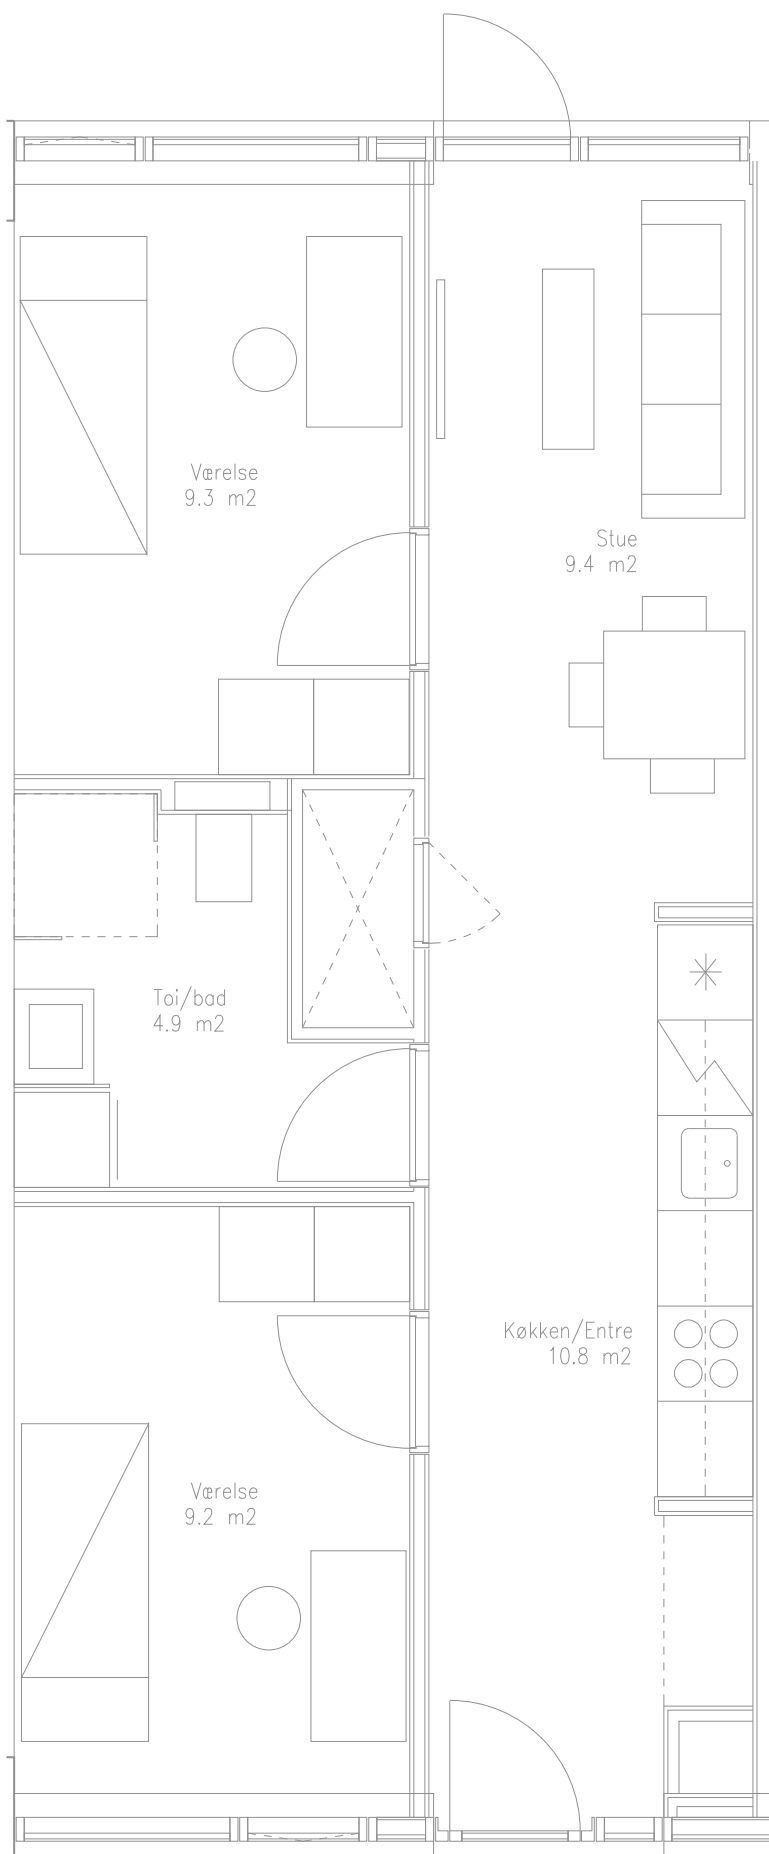 Værelse
9.3 m2
Stue
9.4 m2
Toi/bad
4.9 m2
Køkken/Entre
10.8 m2
Værelse
9.2 m2